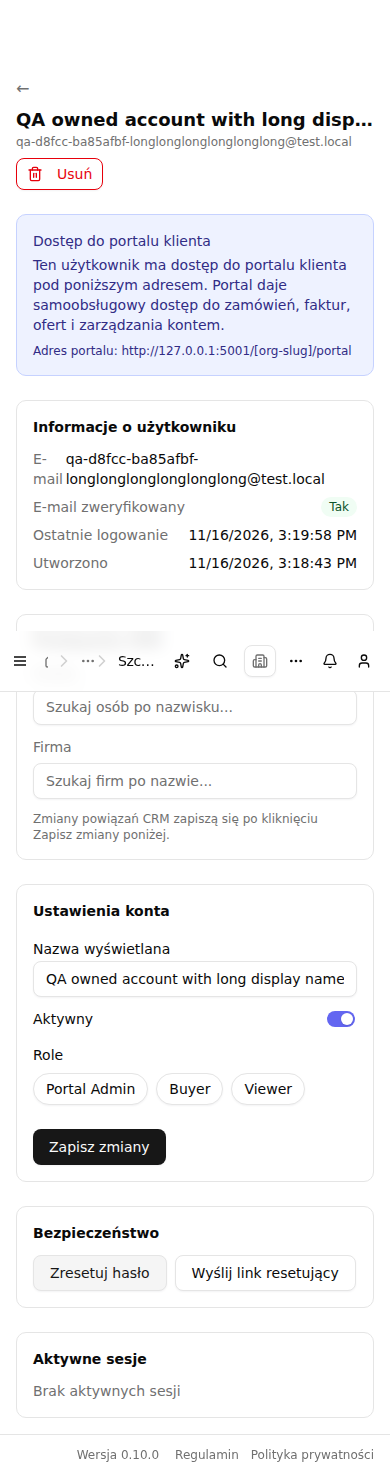 ←
QA owned account with long disp...
qa-d8fcc-ba85afbf-longlonglonglonglonglong@test.local
Usuń
Dostęp do portalu klienta
Ten użytkownik ma dostęp do portalu klienta
pod poniższym adresem. Portal daje
samoobsługowy dostęp do zamówień, faktur,
ofert i zarządzania kontem.
Adres portalu: http://127.0.0.1:5001/[org-slug]/portal
Informacje o użytkowniku
E-mail
qa-d8fcc-ba85afbf-
longlonglonglonglonglong@test.local
E-mail zweryfikowany Tak
Ostatnie logowanie 11/16/2026, 3:19:58 PM
Utworzono 11/16/2026, 3:18:43 PM
Szc...
Szukaj osób po nazwisku...
Firma
Szukaj firm po nazwie...
Zmiany powiązań CRM zapiszą się po kliknięciu
Zapisz zmiany poniżej.
Ustawienia konta
Nazwa wyświetlana
QA owned account with long display name
Aktywny
Role
Portal Admin Buyer Viewer
Zapisz zmiany
Bezpieczeństwo
Zresetuj hasło Wyślij link resetujący
Aktywne sesje
Brak aktywnych sesji
Wersja 0.10.0 Regulamin Polityka prywatności